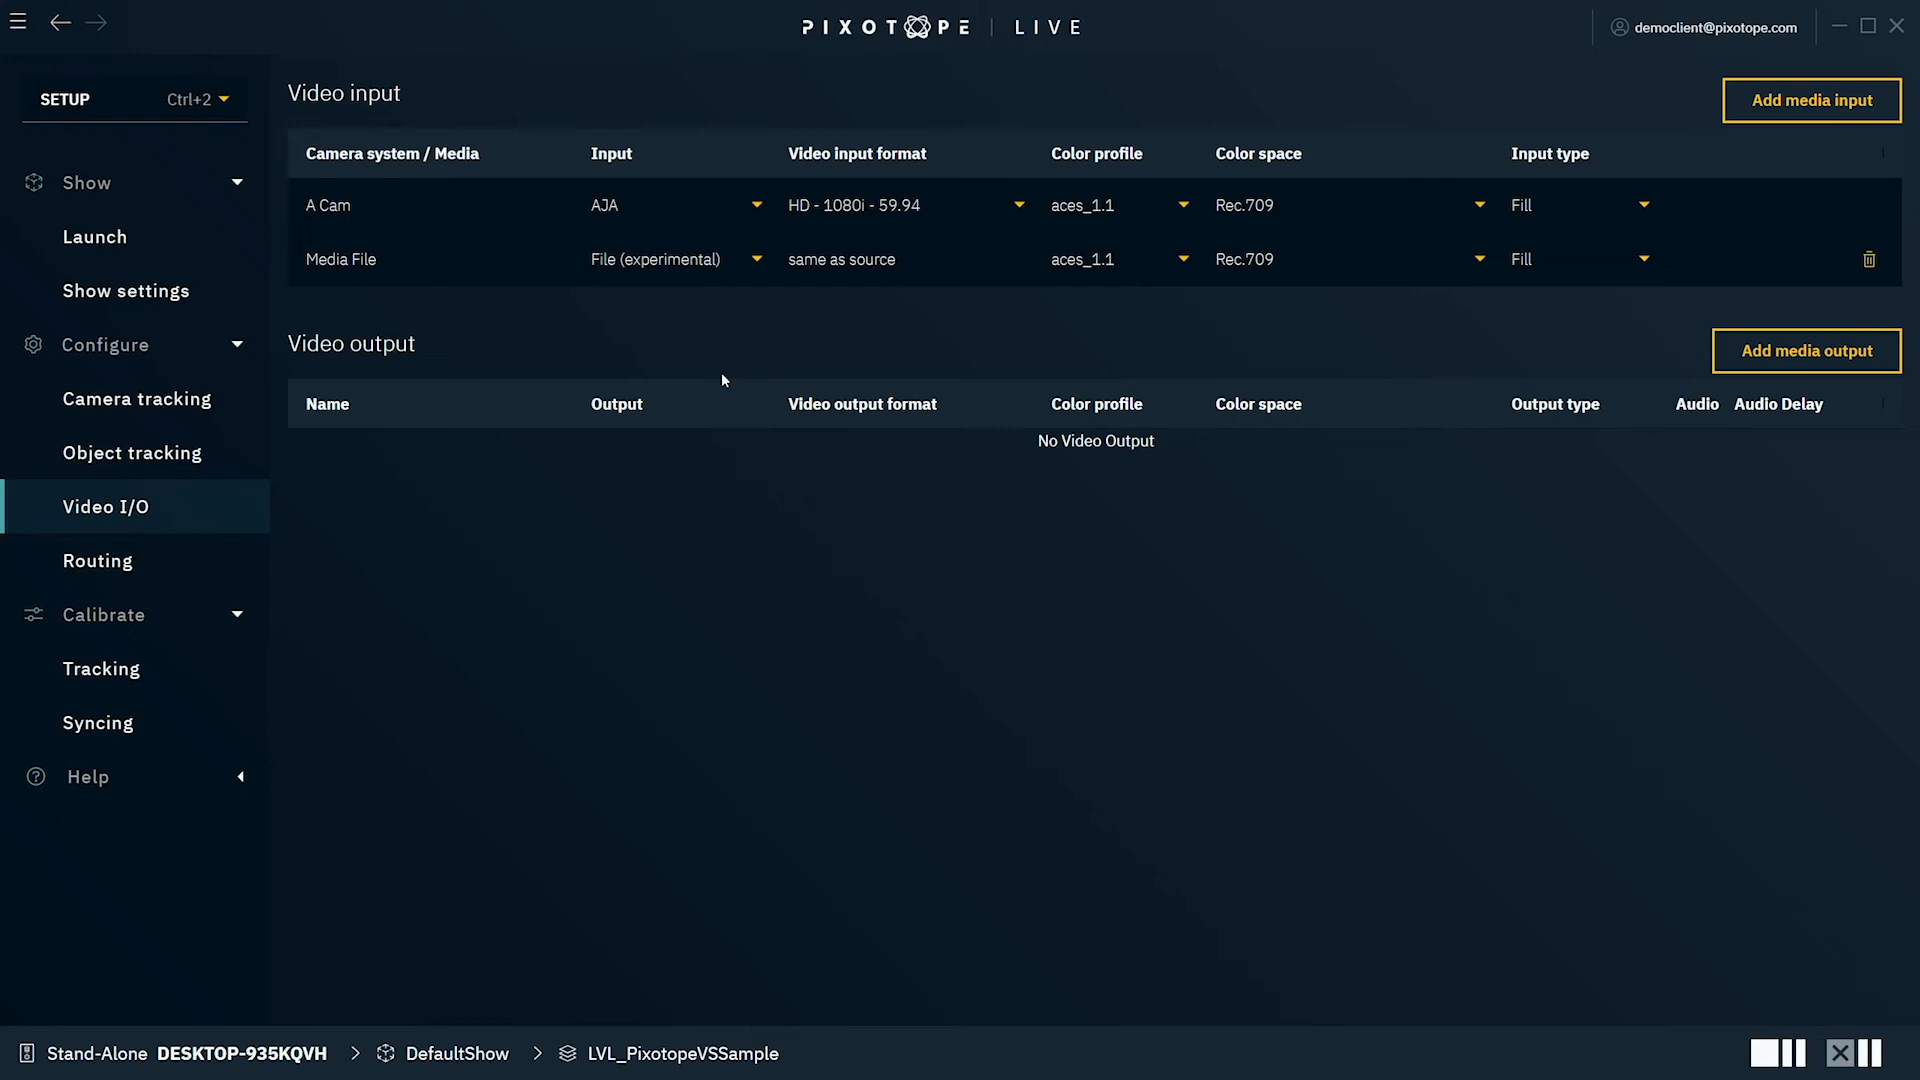 PIXOTOPE | LIVE
democlient@pixotope.com
SETUP Ctrl+2
Show
Launch
Show settings
Configure
Camera tracking
Object tracking
Video I/O
Routing
Calibrate
Tracking
Syncing
Help
Video input
Add media input
Camera system / Media Input Video input format Color profile Color space Input type
A Cam AJA HD - 1080i - 59.94 aces_1.1 Rec.709 Fill
Media File File (experimental) same as source aces_1.1 Rec.709 Fill
Video output
Add media output
Name Output Video output format Color profile Color space Output type Audio Audio Delay
No Video Output
Stand-Alone DESKTOP-935KQVH > DefaultShow > LVL_PixotopeVSSample